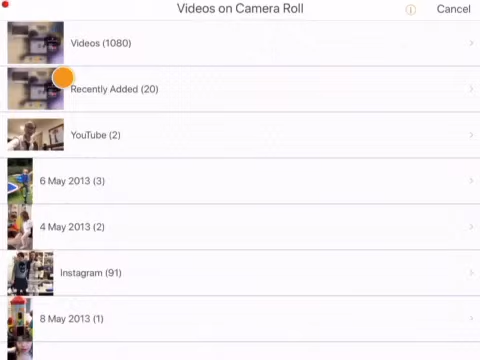 Videos on Camera Roll
Cancel
Videos (1080)
Recently Added (20)
YouTube (2)
6 May 2013 (3)
4 May 2013 (2)
Instagram (91)
8 May 2013 (1)